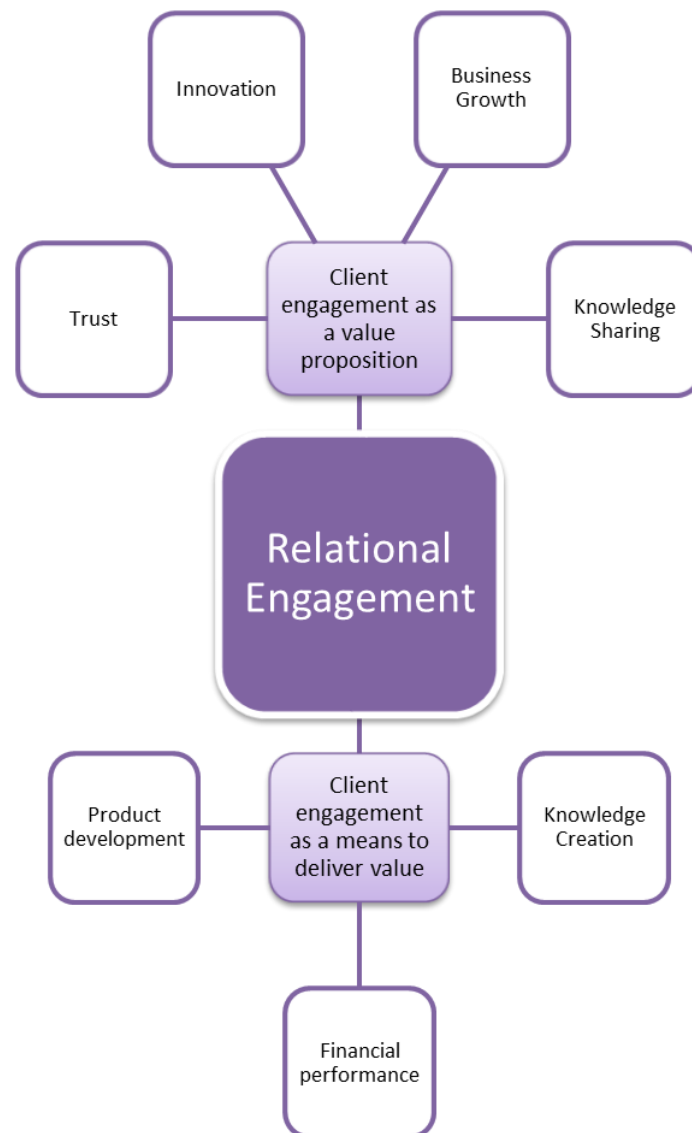 Innovation
Business
Growth
Trust
Client
engagement as
a value
proposition
Knowledge
Sharing
Relational
Engagement
Product
development
Client
engagement
as a means to
deliver value
Knowledge
Creation
Financial
performance